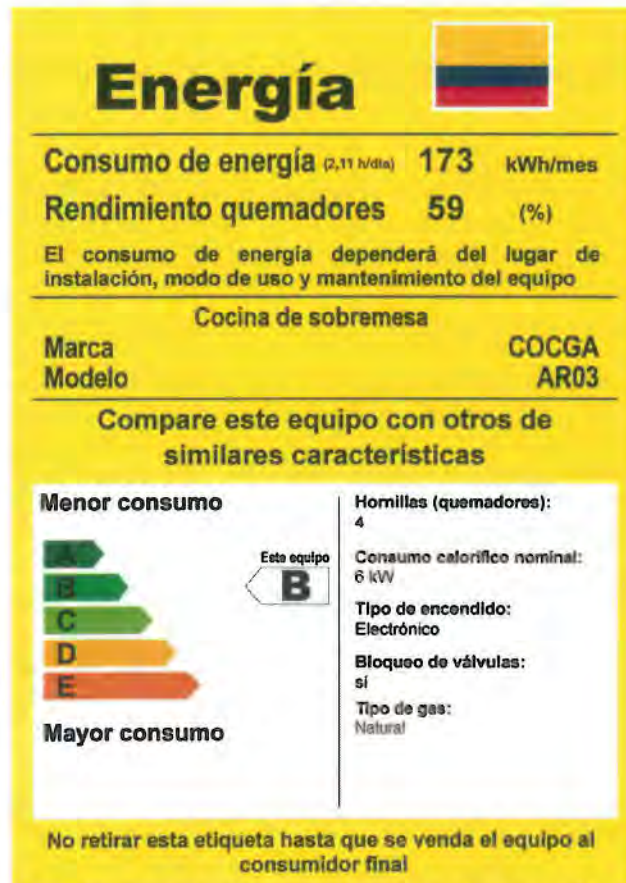 Energía
Consumo de energía (2,11 h/día) 173 kWh/mes
Rendimiento quemadores 59 (%)
El consumo de energía dependerá del lugar de
instalación, modo de uso y mantenimiento del equipo
Cocina de sobremesa
Marca COCGA
Modelo AR03
Compare este equipo con otros de
similares características
Menor consumo
A
B
C
D
E
Mayor consumo
Este equipo
B
Hornillas (quemadores):
4
Consumo calorífico nominal:
6 kW
Tipo de encendido:
Electrónico
Bloqueo de válvulas:
sí
Tipo de gas:
Natural
No retirar esta etiqueta hasta que se venda el equipo al
consumidor final